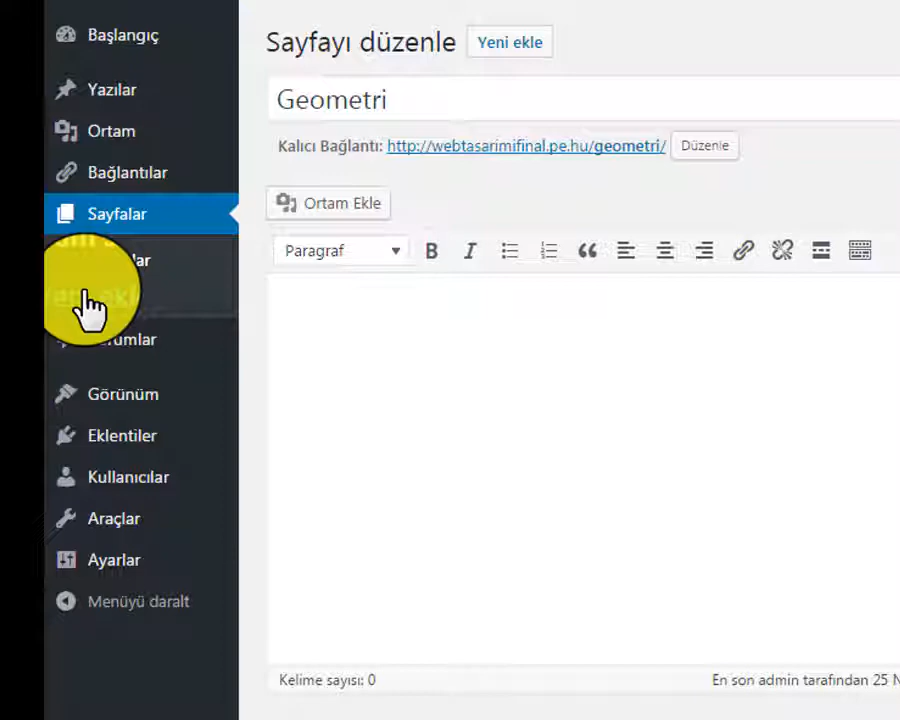 Başlangıç
Yazılar
Ortam
Bağlantılar
Sayfalar
Görünüm
Eklentiler
Kullanıcılar
Araçlar
Ayarlar
Menüyü daralt
Sayfayı düzenle
Yeni ekle
Geometri
Kalıcı Bağlantı: http://webtasarimifinal.pe.hu/geometri/ Düzenle
Ortam Ekle
Paragraf
B I
Kelime sayısı: 0
En son admin tarafından 25 N